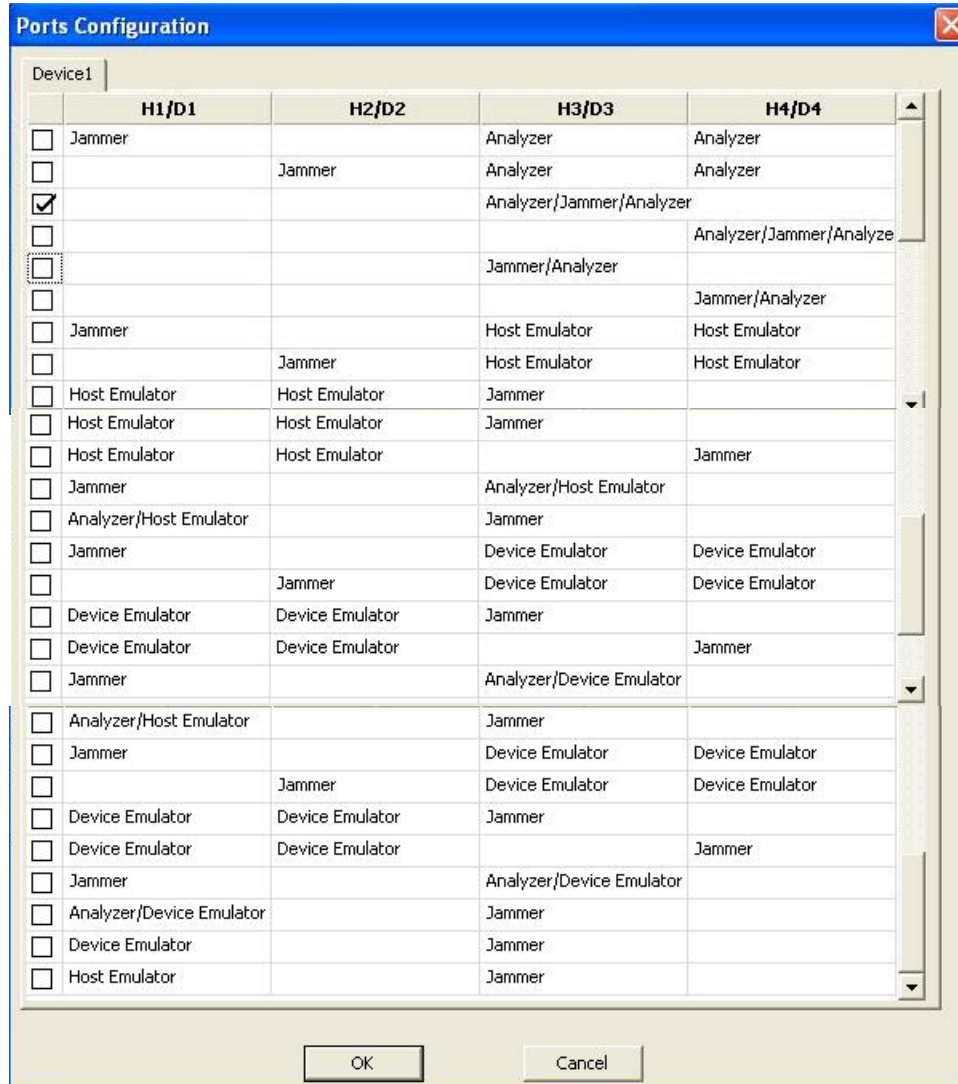 Ports Configuration
Device1
H1/D1 H2/D2 H3/D3 H4/D4
Jammer Analyzer Analyzer
Jammer Analyzer Analyzer
Analyzer/Jammer/Analyzer
Analyzer/Jammer/Analyze
Jammer/Analyzer
Jammer/Analyzer
Jammer Host Emulator Host Emulator
Jammer Host Emulator Host Emulator
Host Emulator Host Emulator Jammer
Host Emulator Host Emulator Jammer
Host Emulator Host Emulator Jammer
Jammer Analyzer/Host Emulator
Analyzer/Host Emulator Jammer
Jammer Device Emulator Device Emulator
Jammer Device Emulator Device Emulator
Device Emulator Device Emulator Jammer
Device Emulator Device Emulator Jammer
Jammer Analyzer/Device Emulator
Analyzer/Host Emulator Jammer
Jammer Device Emulator Device Emulator
Jammer Device Emulator Device Emulator
Device Emulator Device Emulator Jammer
Device Emulator Device Emulator Jammer
Jammer Analyzer/Device Emulator
Analyzer/Device Emulator Jammer
Device Emulator Jammer
Host Emulator Jammer
OK Cancel